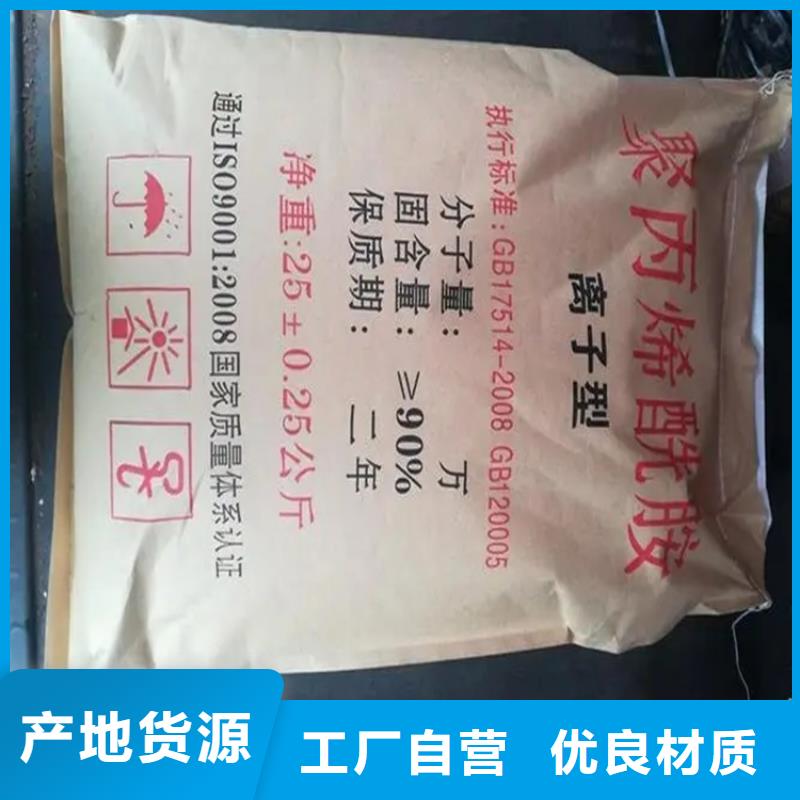 聚丙烯酰胺
离子型
执行标准:GB17514-2008 GB120005
分子量: 万
固含量:≥90%
保质期:二年
净重:25±0.25公斤
通过ISO9001:2008国家质量体系认证
产地货源
工厂自营 优良材质